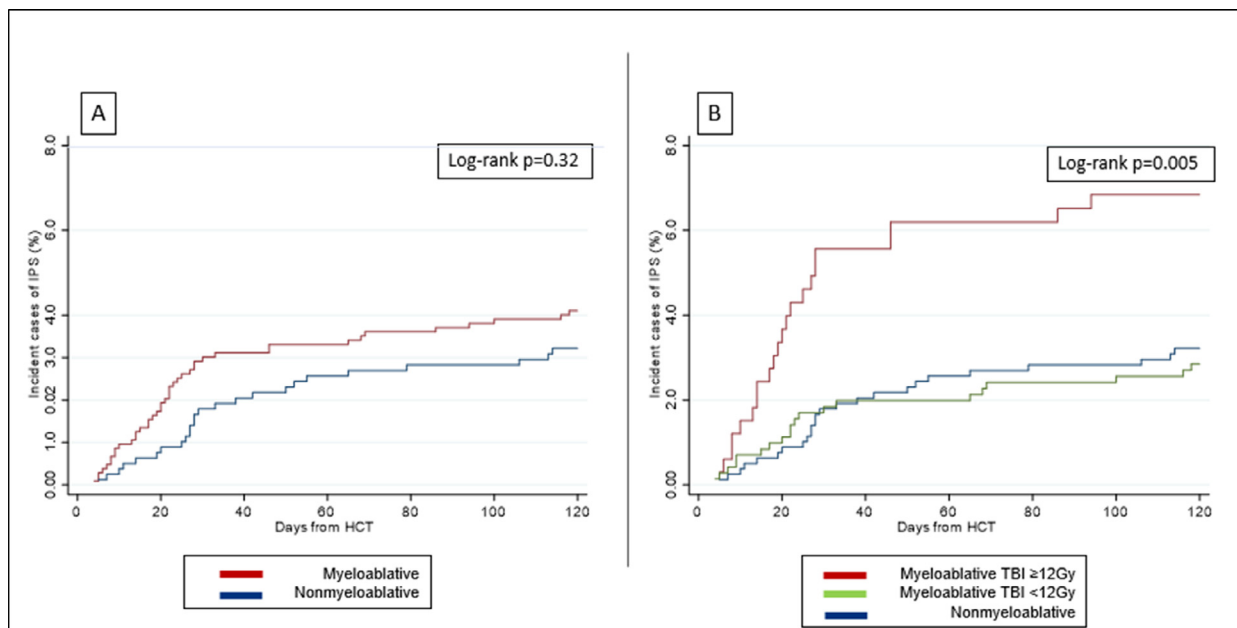 A
Log-rank p=0.32
Incident cases of IPS (%)
8.0
6.0
4.0
3.0
0.02
1.0
0.00
0 20 40 60 80 100 120
Days from HCT
Myeloablative
Nonmyeloablative
B
Log-rank p=0.005
Incident cases of IPS (%)
8.0
6.0
4.0
2.0
0.00
0 20 40 60 80 100 120
Days from HCT
Myeloablative TBI ≥12Gy
Myeloablative TBI <12Gy
Nonmyeloablative